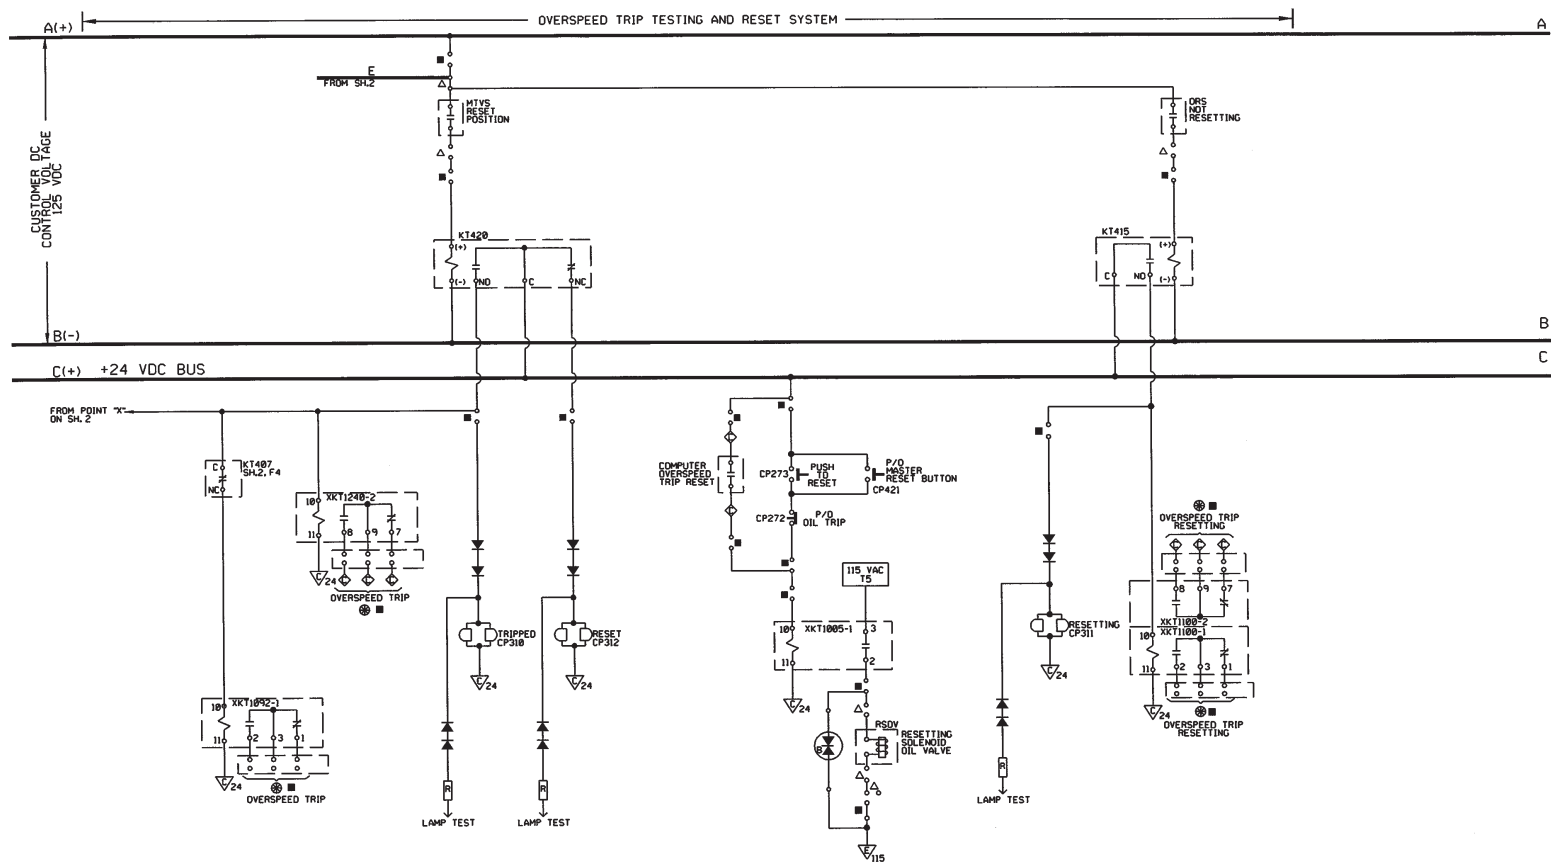 OVERSPEED TRIP TESTING AND RESET SYSTEM
A(+)
A
E
FROM SH.2
MTVS
RESET
POSITION
ORS
NOT
RESETTING
CUSTOMER DC
CONTROL VOLTAGE
125 VDC
KT420
(+)
(-)
NO
C
NC
KT415
(+)
C
NO
(-)
B(-)
B
C(+)
+24 VDC BUS
C
FROM POINT "X"
ON SH.2
C
KT407
SH.2, F4
NC
10
XKT1240-2
11
8
9
7
C
24
C
C
C
OVERSPEED TRIP
COMPUTER
OVERSPEED
TRIP RESET
C
C
CP273
PUSH
TO
RESET
P/O
MASTER
RESET BUTTON
CP421
CP272
P/O
OIL TRIP
115 VAC
T5
10
XKT1005-1
3
11
2
C
24
TRIPPED
CP310
C
24
RESET
CP312
C
24
RESETTING
CP311
C
24
OVERSPEED TRIP
RESETTING
C
C
C
8
9
7
XKT1100-2
XKT1100-1
10
11
2
3
1
C
24
OVERSPEED TRIP
RESETTING
10
XKT1092-1
11
2
3
1
C
24
OVERSPEED TRIP
B
RSOV
RESETTING
SOLENOID
OIL VALVE
R
LAMP TEST
R
LAMP TEST
R
LAMP TEST
E
115